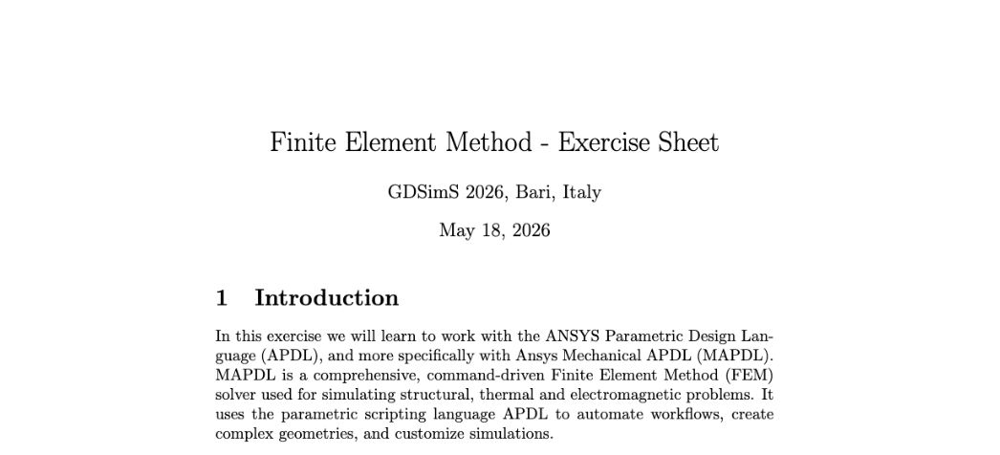 Finite Element Method - Exercise Sheet
GDSimS 2026, Bari, Italy
May 18, 2026
1 Introduction
In this exercise we will learn to work with the ANSYS Parametric Design Lan-
guage (APDL), and more specifically with Ansys Mechanical APDL (MAPDL).
MAPDL is a comprehensive, command-driven Finite Element Method (FEM)
solver used for simulating structural, thermal and electromagnetic problems. It
uses the parametric scripting language APDL to automate workflows, create
complex geometries, and customize simulations.